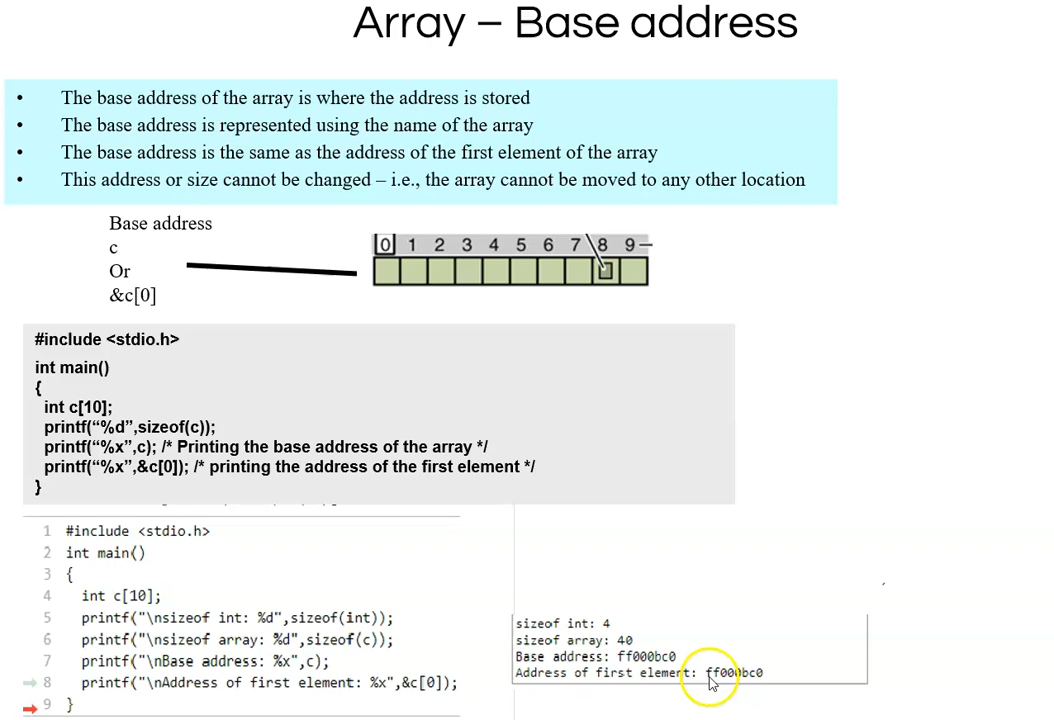 Array – Base address
• The base address of the array is where the address is stored
• The base address is represented using the name of the array
• The base address is the same as the address of the first element of the array
• This address or size cannot be changed – i.e., the array cannot be moved to any other location
Base address
c
Or
&c[0]
0 1 2 3 4 5 6 7 8 9
#include <stdio.h>
int main()
{
int c[10];
printf(“%d”,sizeof(c));
printf(“%x”,c); /* Printing the base address of the array */
printf(“%x”,&c[0]); /* printing the address of the first element */
}
1 #include <stdio.h>
2 int main()
3 {
4 int c[10];
5 printf("\nsizeof int: %d",sizeof(int));
6 printf("\nsizeof array: %d",sizeof(c));
7 printf("\nBase address: %x",c);
8 printf("\nAddress of first element: %x",&c[0]);
9 }
sizeof int: 4
sizeof array: 40
Base address: ff000bc0
Address of first element: ff000bc0